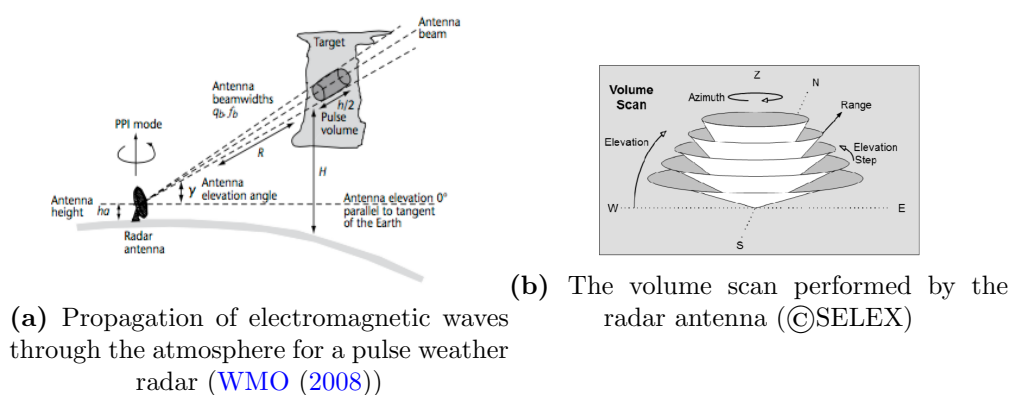 Antenna
beam
Target
Antenna
beamwidths
qb, fb
h/2
Pulse
volume
PPI mode
R
H
γ
Antenna
elevation angle
Antenna
height
ha
Antenna elevation 0°
parallel to tangent
of the Earth
Radar
antenna
(a) Propagation of electromagnetic waves
through the atmosphere for a pulse weather
radar (WMO (2008))
Volume
Scan
Z
N
Azimuth
Range
Elevation
Elevation
Step
W
E
S
(b) The volume scan performed by the
radar antenna (©SELEX)